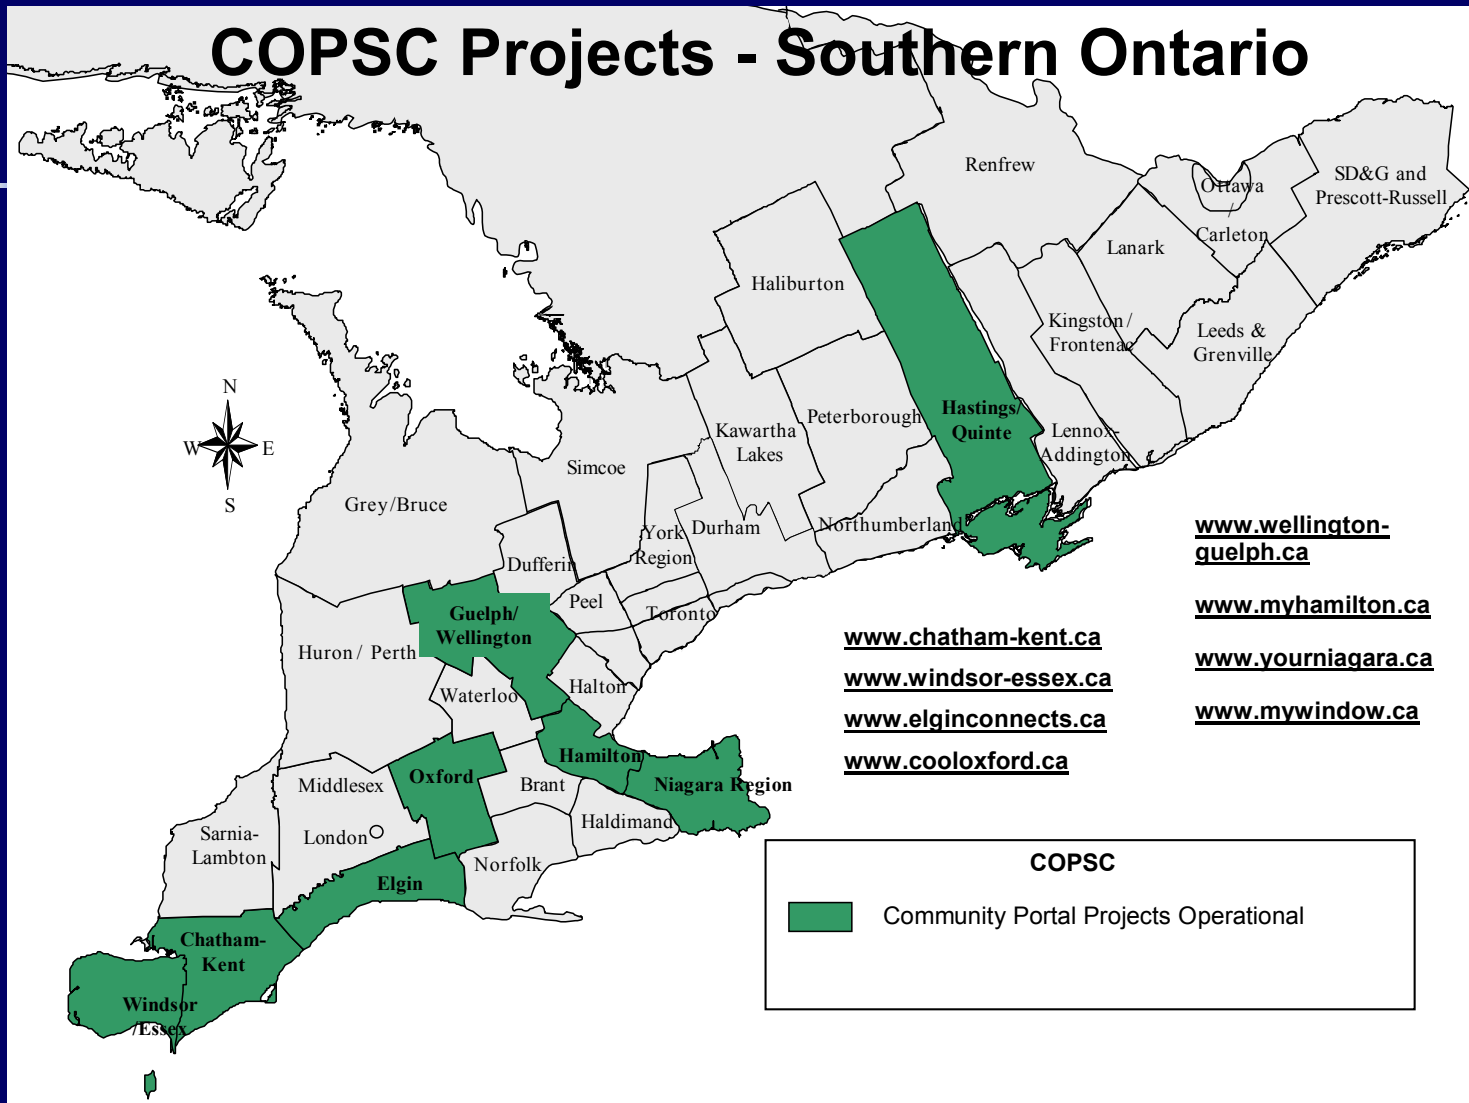 COPSC Projects - Southern Ontario
Renfrew
Ottawa
SD&G and
Prescott-Russell
Carleton
Lanark
Haliburton
Kingston /
Frontenac
Leeds &
Grenville
N
W
E
S
Hastings/
Quinte
Peterborough
Kawartha
Lakes
Lennox-
Addington
Simcoe
Grey/Bruce
York
Region
Durham
Northumberland
Dufferin
Peel
Toronto
Guelph/
Wellington
Huron / Perth
Waterloo
Halton
Hamilton
Niagara Region
Oxford
Brant
Haldimand
Middlesex
London
Sarnia-
Lambton
Norfolk
Elgin
Chatham-
Kent
Windsor
/Essex
www.chatham-kent.ca
www.windsor-essex.ca
www.elginconnects.ca
www.cooloxford.ca
www.wellington-
guelph.ca
www.myhamilton.ca
www.yourniagara.ca
www.mywindow.ca
COPSC
Community Portal Projects Operational